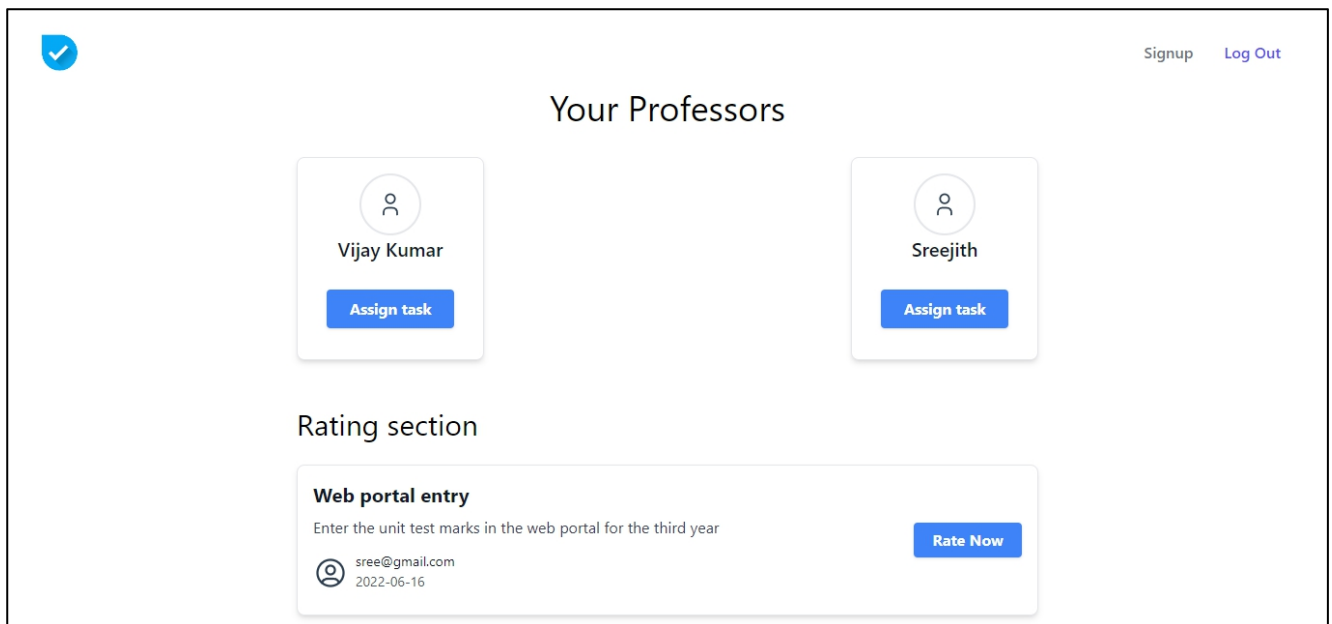 Signup Log Out
Your Professors
Vijay Kumar Sreejith
Assign task Assign task
Rating section
Web portal entry
Enter the unit test marks in the web portal for the third year
Rate Now
sree@gmail.com
2022-06-16